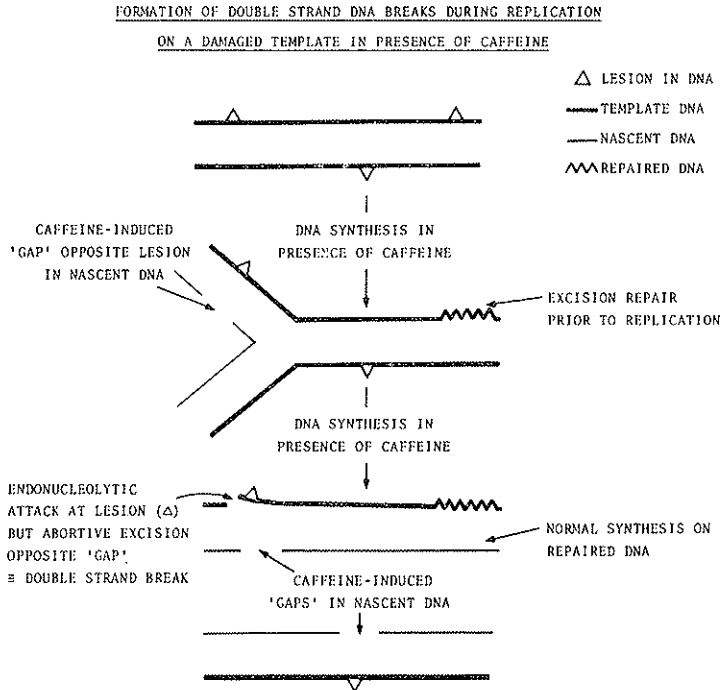 FORMATION OF DOUBLE STRAND DNA BREAKS DURING REPLICATION
ON A DAMAGED TEMPLATE IN PRESENCE OF CAFFEINE
△ LESION IN DNA
TEMPLATE DNA
NASCENT DNA
REPAIRED DNA
CAFFEINE-INDUCED
'GAP' OPPOSITE LESION
IN NASCENT DNA
DNA SYNTHESIS IN
PRESENCE OF CAFFEINE
EXCISION REPAIR
PRIOR TO REPLICATION
DNA SYNTHESIS IN
PRESENCE OF CAFFEINE
ENDONUCLEOLYTIC
ATTACK AT LESION (△)
BUT ABORTIVE EXCISION
OPPOSITE 'GAP'
≡ DOUBLE STRAND BREAK
NORMAL SYNTHESIS ON
REPAIRED DNA
CAFFEINE-INDUCED
'GAPS' IN NASCENT DNA